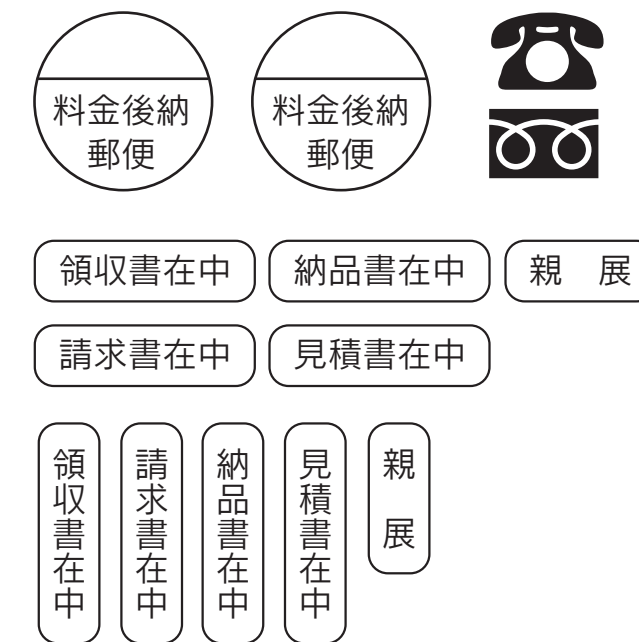 料金後納
郵便
料金後納
郵便
領収書在中
納品書在中
親　展
請求書在中
見積書在中
領収書在中
請求書在中
納品書在中
見積書在中
親　展